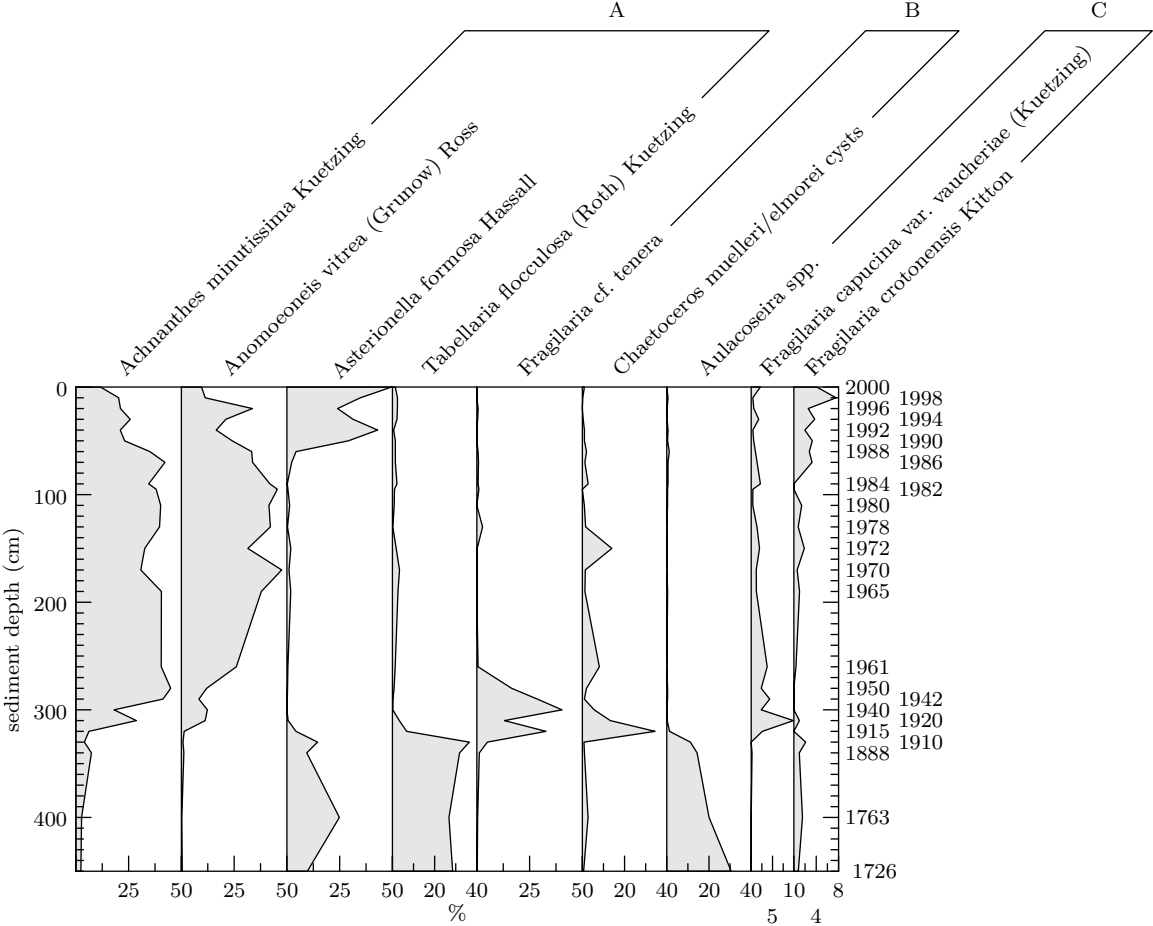 A
B
C
Achnanthes minutissima Kuetzing
Anomoeoneis vitrea (Grunow) Ross
Asterionella formosa Hassall
Tabellaria flocculosa (Roth) Kuetzing
Fragilaria cf. tenera
Chaetoceros muelleri/elmorei cysts
Aulacoseira spp.
Fragilaria capucina var. vaucheriae (Kuetzing)
Fragilaria crotonensis Kitton
sediment depth (cm)
0
100
200
300
400
2000
1998
1996
1994
1992
1990
1988
1986
1984
1982
1980
1978
1972
1970
1965
1961
1950
1942
1940
1920
1915
1910
1888
1763
1726
25 50 25 50 25 50 20 40 25 50 20 40 20 40 10 8
5 4
%